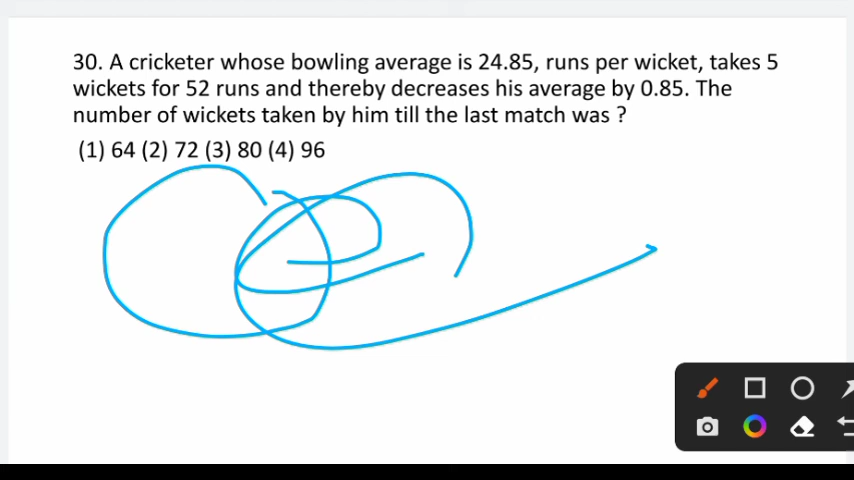 30. A cricketer whose bowling average is 24.85, runs per wicket, takes 5
wickets for 52 runs and thereby decreases his average by 0.85. The
number of wickets taken by him till the last match was ?
(1) 64 (2) 72 (3) 80 (4) 96